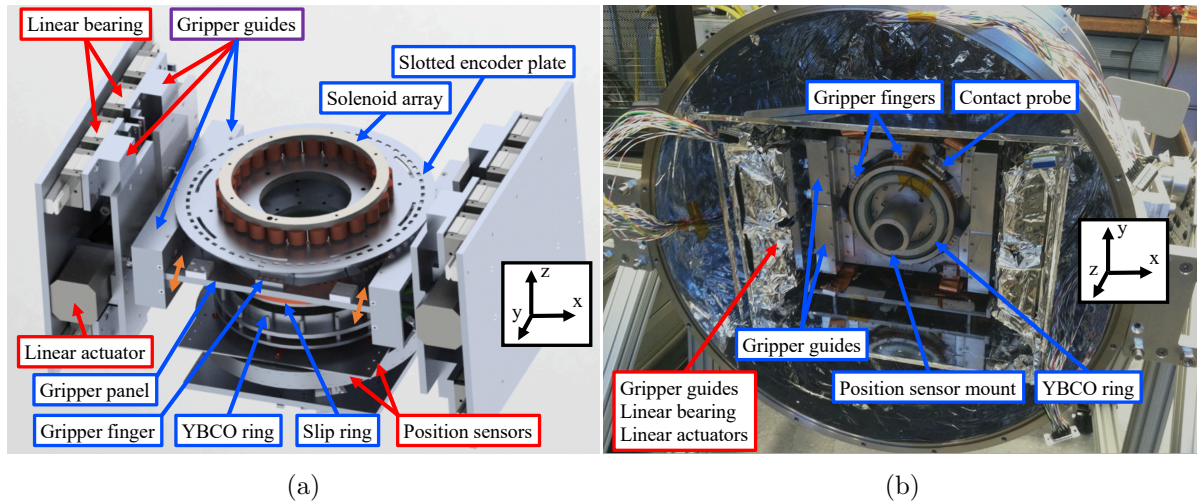 Linear bearing
Gripper guides
Slotted encoder plate
Solenoid array
z
y
x
Linear actuator
Gripper panel
Gripper finger
YBCO ring
Slip ring
Position sensors
(a)
Gripper fingers
Contact probe
y
z
x
Gripper guides
Position sensor mount
YBCO ring
Gripper guides
Linear bearing
Linear actuators
(b)